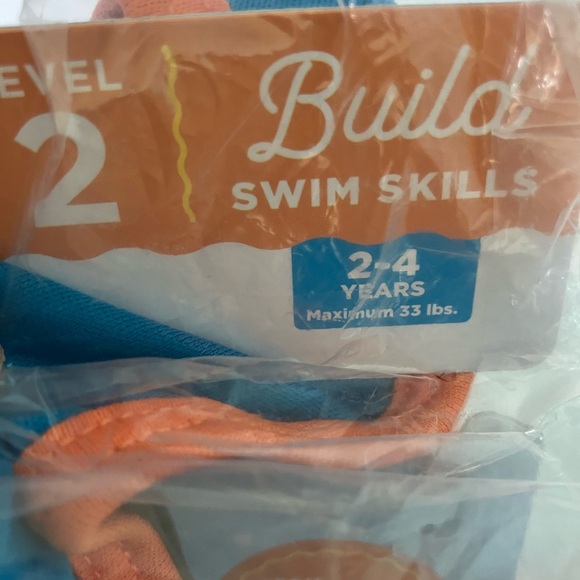 EVEL
2
Build
SWIM SKILLS
2-4
YEARS
Maximum 33 lbs.